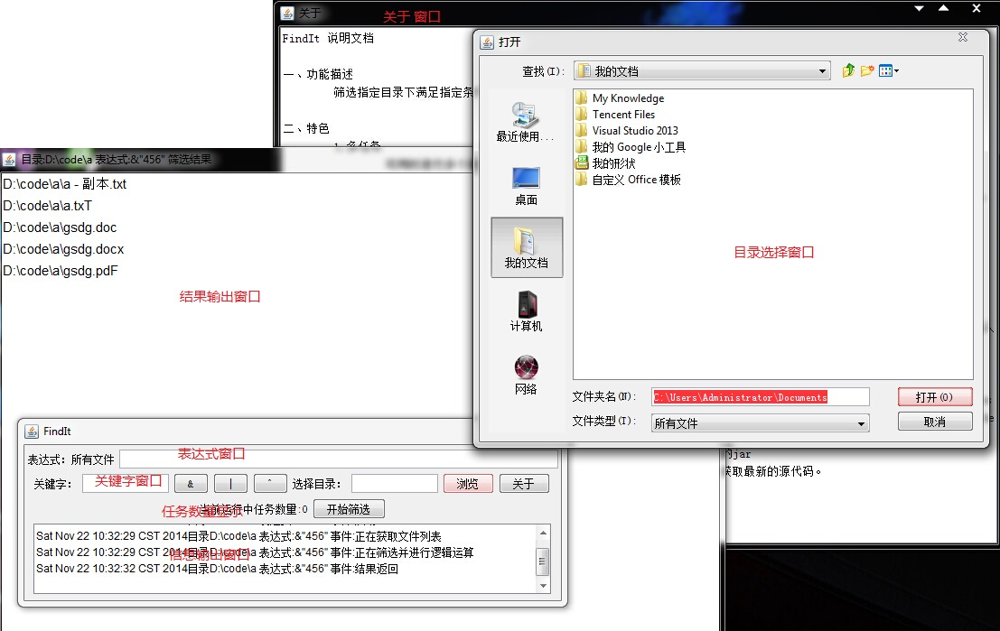 关于
关于 窗口
FindIt 说明文档
一、功能描述
筛选指定目录下满足指定条
二、特色
1.多任务
打开
查找(I):
我的文档
最近使用...
桌面
我的文档
计算机
网络
My Knowledge
Tencent Files
Visual Studio 2013
我的 Google 小工具
我的形状
自定义 Office 模板
目录选择窗口
文件夹名(N):
C:\Users\Administrator\Documents
打开(O)
文件类型(T):
所有文件
取消
的jar
获取最新的源代码。
目录:D:\code\a 表达式:&"456" 筛选结果
D:\code\a\a - 副本.txt
D:\code\a\a.txT
D:\code\a\gsdg.doc
D:\code\a\gsdg.docx
D:\code\a\gsdg.pdF
结果输出窗口
FindIt
表达式：所有文件
表达式窗口
关键字：
关键字窗口
&
|
^
选择目录：
浏览
关于
任务数量显示
当前运行中任务数量:0
开始筛选
Sat Nov 22 10:32:29 CST 2014目录D:\code\a 表达式:&"456" 事件:正在获取文件列表
Sat Nov 22 10:32:29 CST 2014目录D:\code\a 表达式:&"456" 事件:正在筛选并进行逻辑运算
信息输出窗口
Sat Nov 22 10:32:32 CST 2014目录D:\code\a 表达式:&"456" 事件:结果返回